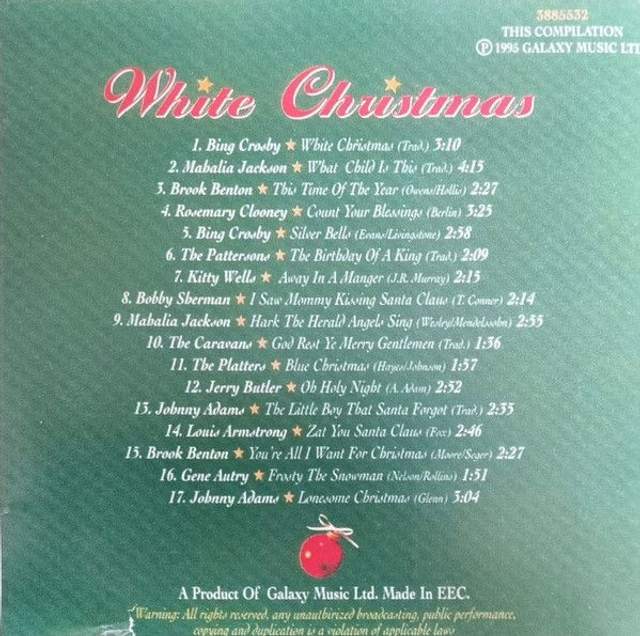 3885532
THIS COMPILATION
℗ 1995 GALAXY MUSIC LTD
White Christmas
1. Bing Crosby ★ White Christmas (Trad.) 3:10
2. Mahalia Jackson ★ What Child Is This (Trad.) 4:15
3. Brook Benton ★ This Time Of The Year (Owens/Hollis) 2:27
4. Rosemary Clooney ★ Count Your Blessings (Berlin) 3:25
5. Bing Crosby ★ Silver Bells (Evans/Livingstone) 2:58
6. The Pattersons ★ The Birthday Of A King (Trad.) 2:09
7. Kitty Wells ★ Away In A Manger (J.R. Murray) 2:15
8. Bobby Sherman ★ I Saw Mommy Kissing Santa Claus (T. Connor) 2:14
9. Mahalia Jackson ★ Hark The Herald Angels Sing (Wesley/Mendelssohn) 2:35
10. The Caravans ★ God Rest Ye Merry Gentlemen (Trad.) 1:36
11. The Platters ★ Blue Christmas (Hayes/Johnson) 1:57
12. Jerry Butler ★ Oh Holy Night (A. Adam) 2:52
13. Johnny Adams ★ The Little Boy That Santa Forgot (Trad.) 2:35
14. Louis Armstrong ★ Zat You Santa Claus (Fox) 2:46
15. Brook Benton ★ You're All I Want For Christmas (Moore/Seger) 2:27
16. Gene Autry ★ Frosty The Snowman (Nelson/Rollins) 1:51
17. Johnny Adams ★ Lonesome Christmas (Glenn) 3:04
A Product Of Galaxy Music Ltd. Made In EEC.
Warning: All rights reserved, any unauthorized broadcasting, public performance,
copying and duplication is a violation of applicable laws